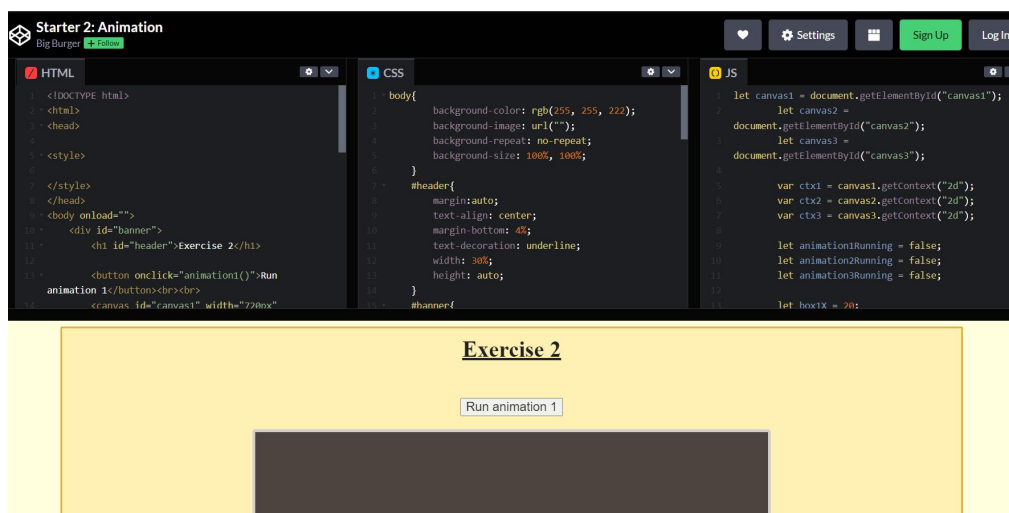 Starter 2: Animation
Big Burger + Follow
Settings
Sign Up
Log In
HTML
1 <!DOCTYPE html>
2 <html>
3 <head>
4
5 <style>
6
7 </style>
8 </head>
9 <body onload="">
10 <div id="banner">
11 <h1 id="header">Exercise 2</h1>
12
13 <button onclick="animation1()">Run
animation 1</button><br><br>
14 <canvas id="canvas1" width="720px"
CSS
1 body{
2 background-color: rgb(255, 255, 222);
3 background-image: url("");
4 background-repeat: no-repeat;
5 background-size: 100%, 100%;
6 }
7 #header{
8 margin:auto;
9 text-align: center;
10 margin-bottom: 4%;
11 text-decoration: underline;
12 width: 30%;
13 height: auto;
14 }
15 #banner{
JS
1 let canvas1 = document.getElementById("canvas1");
2 let canvas2 =
document.getElementById("canvas2");
3 let canvas3 =
document.getElementById("canvas3");
4
5 var ctx1 = canvas1.getContext("2d");
6 var ctx2 = canvas2.getContext("2d");
7 var ctx3 = canvas3.getContext("2d");
8
9 let animation1Running = false;
10 let animation2Running = false;
11 let animation3Running = false;
12
13 let box1X = 20;
Exercise 2
Run animation 1